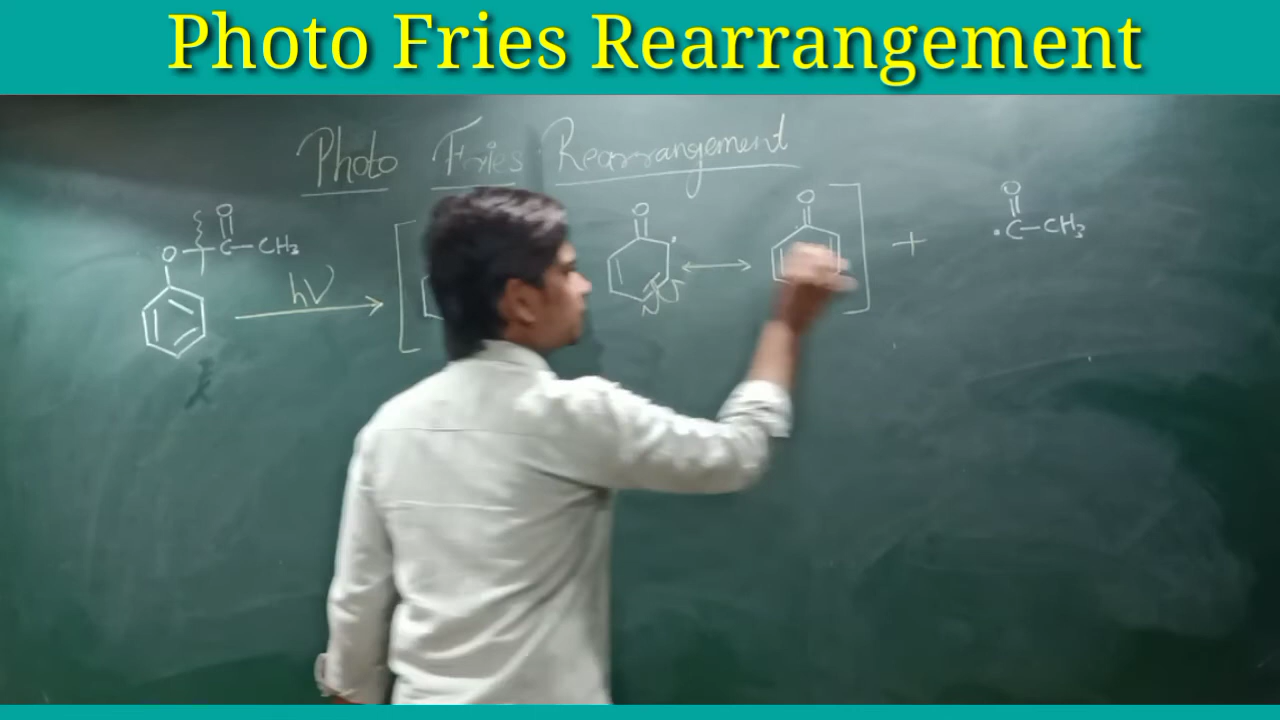 Photo Fries Rearrangement
Photo Fries Rearrangement
O
O
O
O
O C CH3
.C CH3
hν
+